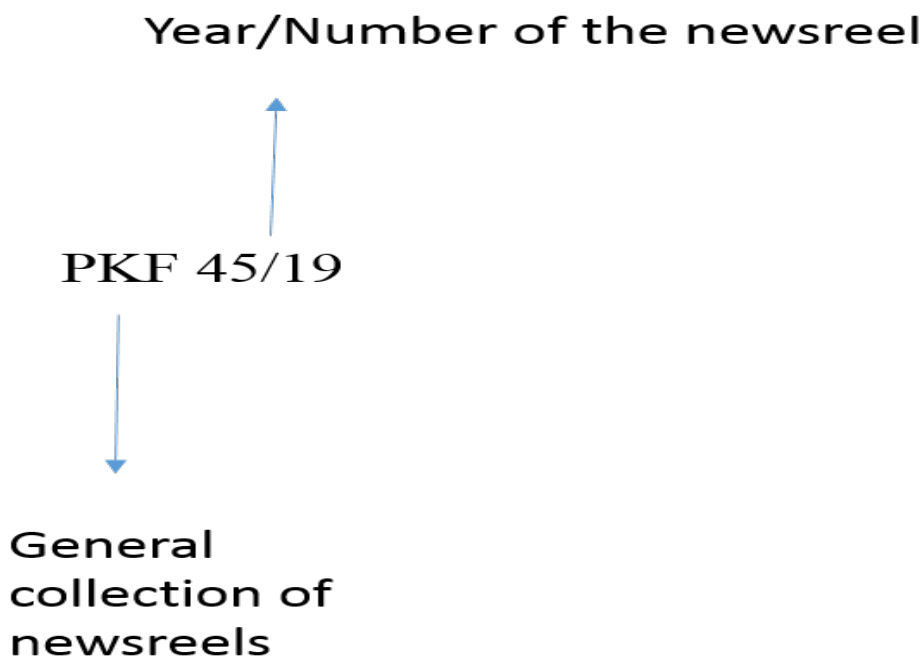 Year/Number of the newsreel
PKF 45/19
General
collection of
newsreels